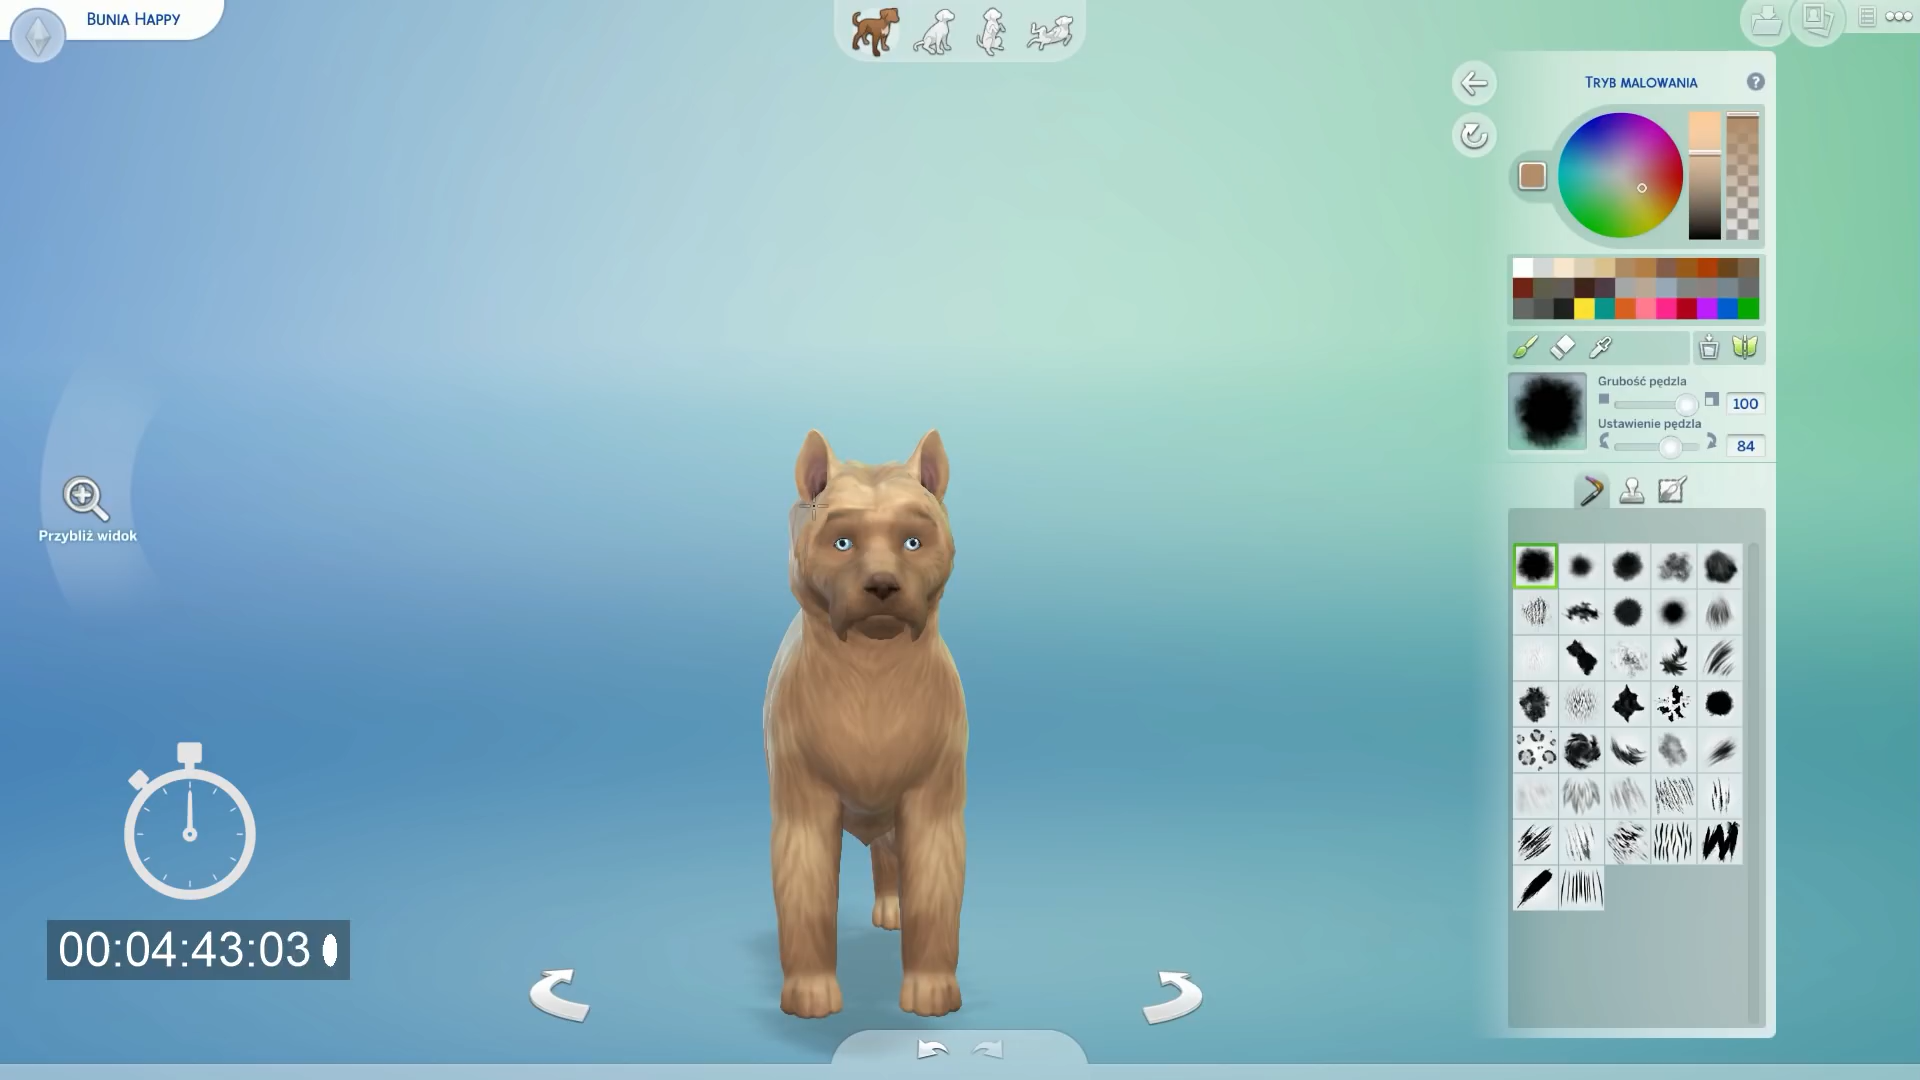 Bunia Happy
Tryb malowania
?
Grubość pędzla
100
Ustawienie pędzla
84
Przybliż widok
00:04:43:03